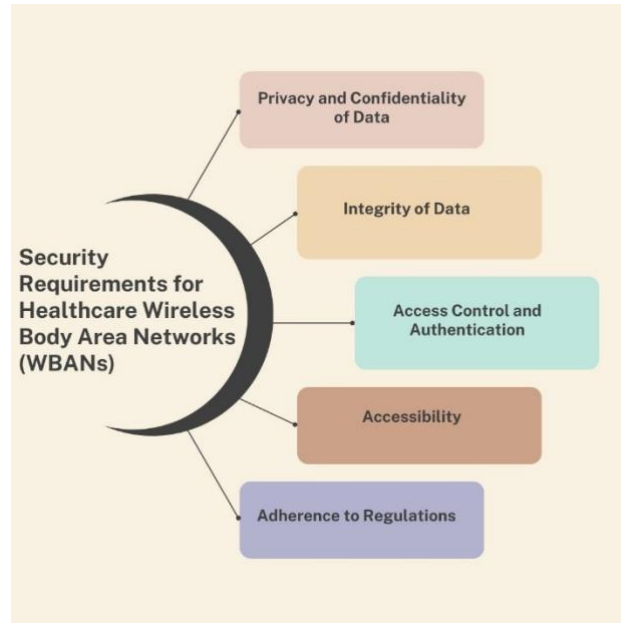 Privacy and Confidentiality
of Data
Integrity of Data
Security
Requirements for
Healthcare Wireless
Body Area Networks
(WBANs)
Access Control and
Authentication
Accessibility
Adherence to Regulations